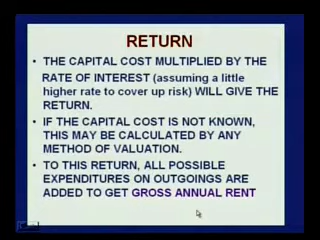 RETURN
• THE CAPITAL COST MULTIPLIED BY THE
RATE OF INTEREST (assuming a little
higher rate to cover up risk) WILL GIVE THE
RETURN.
• IF THE CAPITAL COST IS NOT KNOWN,
THIS MAY BE CALCULATED BY ANY
METHOD OF VALUATION.
• TO THIS RETURN, ALL POSSIBLE
EXPENDITURES ON OUTGOINGS ARE
ADDED TO GET GROSS ANNUAL RENT